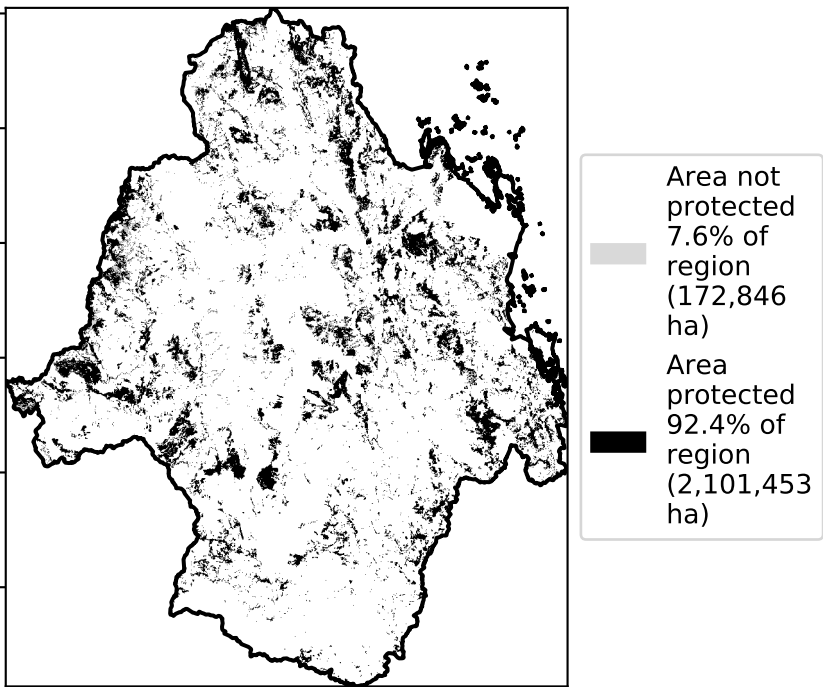 Area not
protected
7.6% of
region
(172,846
ha)
Area
protected
92.4% of
region
(2,101,453
ha)